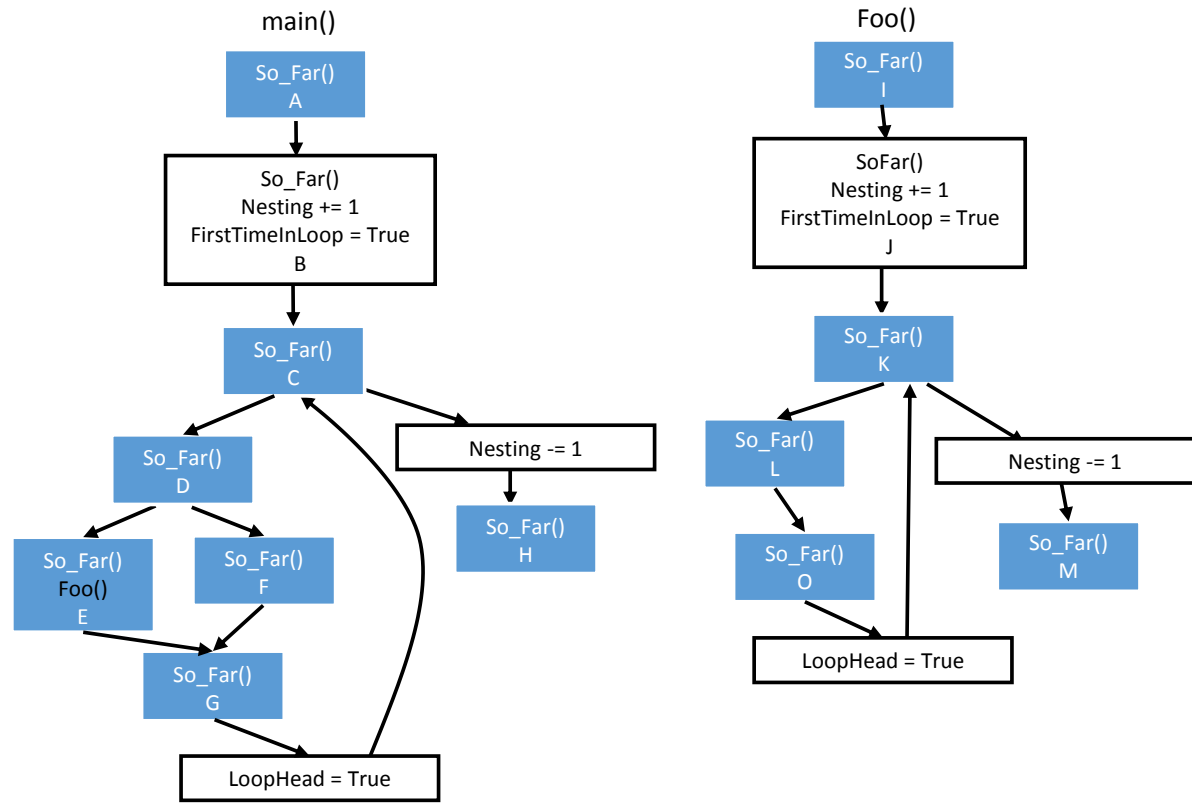 main()
So_Far()
A
So_Far()
Nesting += 1
FirstTimeInLoop = True
B
So_Far()
C
So_Far()
D
Nesting -= 1
So_Far()
H
So_Far()
Foo()
E
So_Far()
F
So_Far()
G
LoopHead = True
Foo()
So_Far()
I
SoFar()
Nesting += 1
FirstTimeInLoop = True
J
So_Far()
K
So_Far()
L
Nesting -= 1
So_Far()
M
So_Far()
O
LoopHead = True